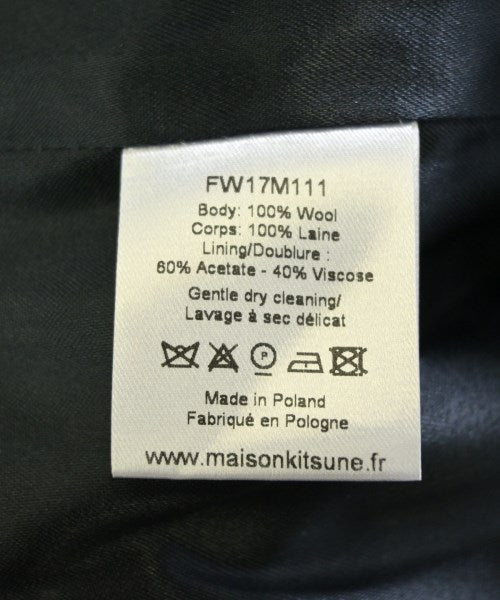 FW17M111
Body: 100% Wool
Corps: 100% Laine
Lining/Doublure :
60% Acetate - 40% Viscose
Gentle dry cleaning/
Lavage à sec délicat
P
Made in Poland
Fabriqué en Pologne
www.maisonkitsune.fr